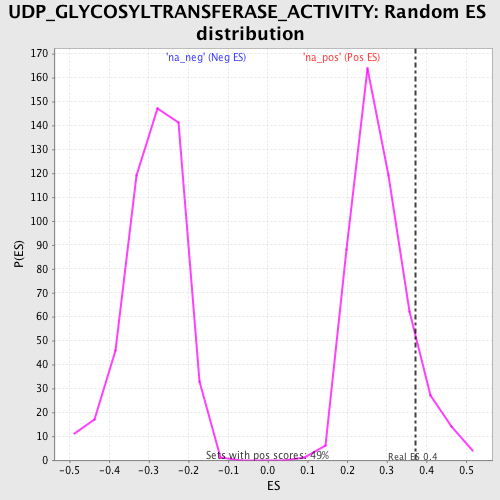 UDP_GLYCOSYLTRANSFERASE_ACTIVITY: Random ES
distribution
'na_neg' (Neg ES)
'na_pos' (Pos ES)
170
160
150
140
130
120
110
100
90
80
70
60
50
40
30
20
10
0
P(ES)
Sets with pos scores: 49%
Real ES 0.4
-0.5 -0.4 -0.3 -0.2 -0.1 0.0 0.1 0.2 0.3 0.4 0.5
ES